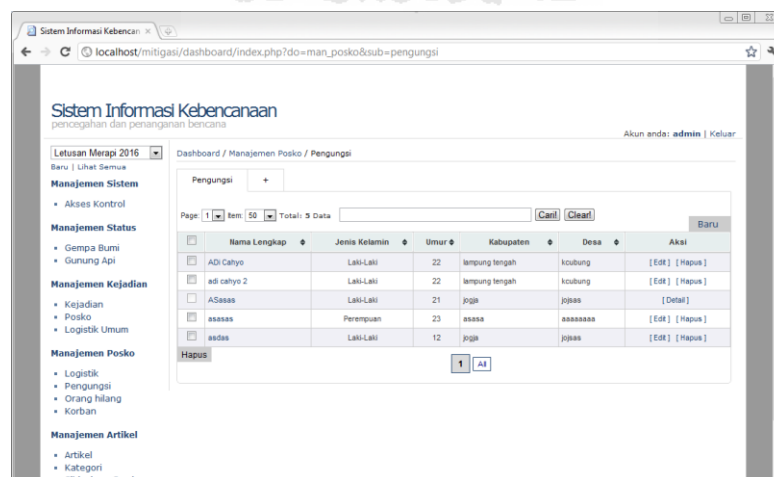 Sistem Informasi Kebencan
localhost/mitigasi/dashboard/index.php?do=man_posko&sub=pengungsi
Sistem Informasi Kebencanaan
pencegahan dan penanganan bencana
Akun anda: admin | Keluar
Letusan Merapi 2016
Baru | Lihat Semua
Manajemen Sistem
Akses Kontrol
Manajemen Status
Gempa Bumi
Gunung Api
Manajemen Kejadian
Kejadian
Posko
Logistik Umum
Manajemen Posko
Logistik
Pengungsi
Orang hilang
Korban
Manajemen Artikel
Artikel
Kategori
Dashboard / Manajemen Posko / Pengungsi
Pengungsi +
Page: 1 Item: 50 Total: 5 Data Cari! Clear!
Baru
Nama Lengkap Jenis Kelamin Umur Kabupaten Desa Aksi
ADi Cahyo Laki-Laki 22 lampung tengah kcubung [ Edit ] [ Hapus ]
adi cahyo 2 Laki-Laki 22 lampung tengah kcubung [ Edit ] [ Hapus ]
ASasas Laki-Laki 21 jogja jojsas [ Detail ]
asasas Perempuan 23 asasa aaaaaaaa [ Edit ] [ Hapus ]
asdas Laki-Laki 12 jogja jojsas [ Edit ] [ Hapus ]
Hapus
1 All